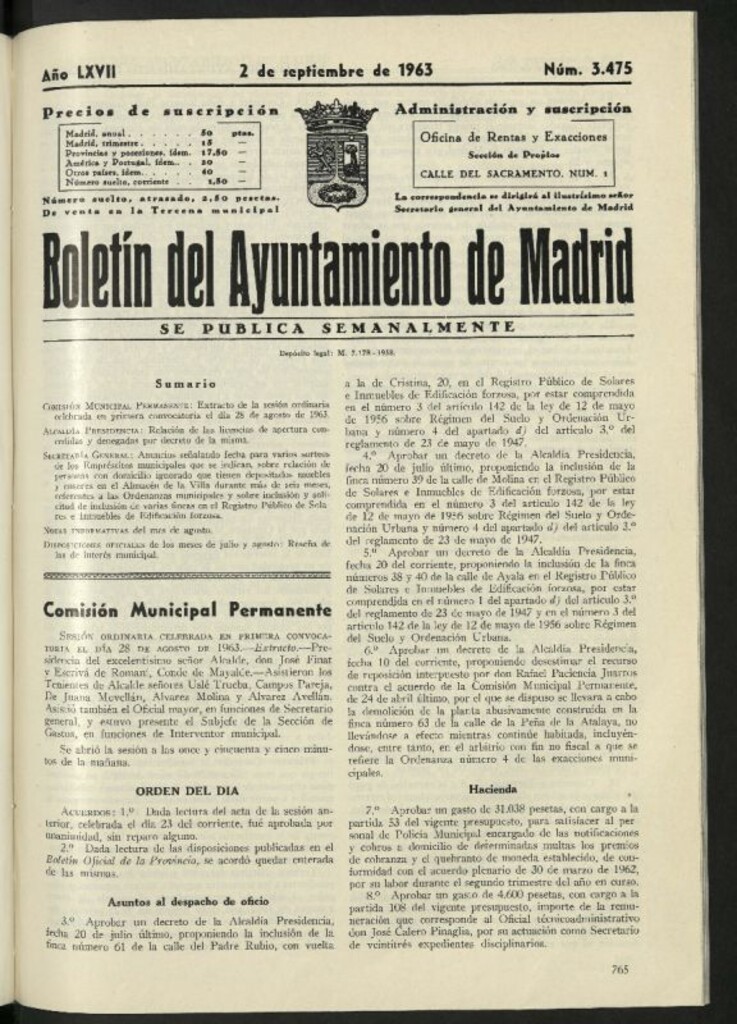 Año LXVII
2 de septiembre de 1963
Núm. 3.475
Precios de suscripción
Madrid, anual . . . . . . 60 ptas.
Madrid, trimestre . . . . . 15 —
Provincias y posesiones, ídem. 17,50 —
América y Portugal, ídem. . 20 —
Otros países, ídem. . . . . 40 —
Número suelto, corriente . . 1,50 —
Número suelto, atrasado, 2,50 pesetas.
De venta en la Tercena municipal
Administración y suscripción
Oficina de Rentas y Exacciones
Sección de Propios
CALLE DEL SACRAMENTO, NUM. 1
La correspondencia se dirigirá al ilustrísimo señor
Secretario general del Ayuntamiento de Madrid
Boletín del Ayuntamiento de Madrid
SE PUBLICA SEMANALMENTE
Depósito legal: M. 7.178-1958.
Sumario
COMISIÓN MUNICIPAL PERMANENTE: Extracto de la sesión ordinaria
celebrada en primera convocatoria el día 28 de agosto de 1963.
ALCALDÍA PRESIDENCIA: Relación de las licencias de apertura con-
cedidas y denegadas por decreto de la misma.
SECRETARÍA GENERAL: Anuncios señalando fecha para varios sorteos
de los Empréstitos municipales que se indican, sobre relación de
personas con domicilio ignorado que tienen depositados muebles
y enseres en el Almacén de la Villa durante más de seis meses,
referentes a las Ordenanzas municipales y sobre inclusión y soli-
citud de inclusión de varias fincas en el Registro Público de Sola-
res e Inmuebles de Edificación forzosa.
NOTAS INFORMATIVAS del mes de agosto.
DISPOSICIONES OFICIALES de los meses de julio y agosto: Reseña de
las de interés municipal.
Comisión Municipal Permanente
SESIÓN ORDINARIA CELEBRADA EN PRIMERA CONVOCA-
TORIA EL DÍA 28 DE AGOSTO DE 1963.—Extracto.—Pre-
sidencia del excelentísimo señor Alcalde, don José Finat
y Escrivá de Romaní, Conde de Mayalde.—Asistieron los
Tenientes de Alcalde señores Uslé Trueba, Campos Pareja,
De Juana Movellán, Alvarez Molina y Alvarez Avellán.
Asistió también el Oficial mayor, en funciones de Secretario
general, y estuvo presente el Subjefe de la Sección de
Gastos, en funciones de Interventor municipal.
Se abrió la sesión a las once y cincuenta y cinco minu-
tos de la mañana.
ORDEN DEL DIA
ACUERDOS: 1.º Dada lectura del acta de la sesión an-
terior, celebrada el día 23 del corriente, fué aprobada por
unanimidad, sin reparo alguno.
2.º Dada lectura de las disposiciones publicadas en el
Boletín Oficial de la Provincia, se acordó quedar enterada
de las mismas.
Asuntos al despacho de oficio
3.º Aprobar un decreto de la Alcaldía Presidencia,
fecha 20 de julio último, proponiendo la inclusión de la
finca número 61 de la calle del Padre Rubio, con vuelta
a la de Cristina, 20, en el Registro Público de Solares
e Inmuebles de Edificación forzosa, por estar comprendida
en el número 3 del artículo 142 de la ley de 12 de mayo
de 1956 sobre Régimen del Suelo y Ordenación Ur-
bana y número 4 del apartado d) del artículo 3.º del
reglamento de 23 de mayo de 1947.
4.º Aprobar un decreto de la Alcaldía Presidencia,
fecha 20 de julio último, proponiendo la inclusión de la
finca número 39 de la calle de Molina en el Registro Público
de Solares e Inmuebles de Edificación forzosa, por estar
comprendida en el número 3 del artículo 142 de la ley
de 12 de mayo de 1956 sobre Régimen del Suelo y Orde-
nación Urbana y número 4 del apartado d) del artículo 3.º
del reglamento de 23 de mayo de 1947.
5.º Aprobar un decreto de la Alcaldía Presidencia,
fecha 20 del corriente, proponiendo la inclusión de la finca
números 38 y 40 de la calle de Ayala en el Registro Público
de Solares e Inmuebles de Edificación forzosa, por estar
comprendida en el número 1 del apartado d) del artículo 3.º
del reglamento de 23 de mayo de 1947 y en el número 3 del
artículo 142 de la ley de 12 de mayo de 1956 sobre Régimen
del Suelo y Ordenación Urbana.
6.º Aprobar un decreto de la Alcaldía Presidencia,
fecha 10 del corriente, proponiendo desestimar el recurso
de reposición interpuesto por don Rafael Paciencia Juarros
contra el acuerdo de la Comisión Municipal Permanente,
de 24 de abril último, por el que se dispuso se llevara a cabo
la demolición de la planta abusivamente construída en la
finca número 63 de la calle de la Peña de la Atalaya, no
llevándose a efecto mientras continúe habitada, incluyén-
dose, entre tanto, en el arbitrio con fin no fiscal a que se
refiere la Ordenanza número 4 de las exacciones muni-
cipales.
Hacienda
7.º Aprobar un gasto de 31.038 pesetas, con cargo a la
partida 53 del vigente presupuesto, para satisfacer al per-
sonal de Policía Municipal encargado de las notificaciones
y cobros a domicilio de determinadas multas los premios
de cobranza y el quebranto de moneda establecido, de con-
formidad con el acuerdo plenario de 30 de marzo de 1962,
por su labor durante el segundo trimestre del año en curso.
8.º Aprobar un gasto de 4.600 pesetas, con cargo a la
partida 108 del vigente presupuesto, importe de la remu-
neración que corresponde al Oficial técnicoadministrativo
don José Calero Pinaglia, por su actuación como Secretario
de veintitrés expedientes disciplinarios.
765